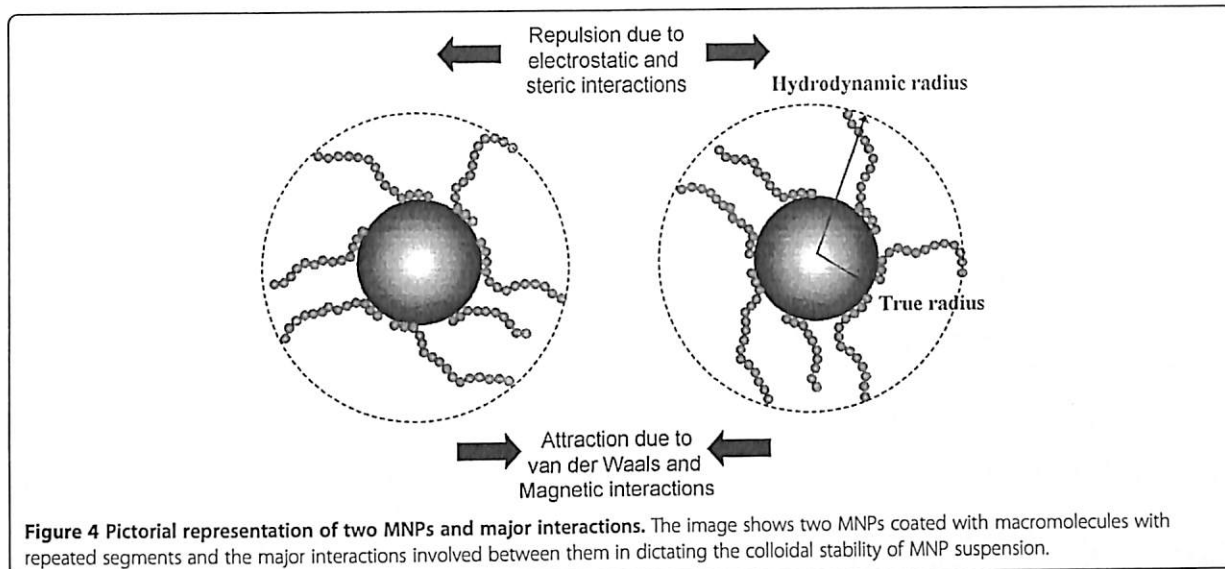 Repulsion due to
electrostatic and
steric interactions
Hydrodynamic radius
True radius
Attraction due to
van der Waals and
Magnetic interactions
Figure 4 Pictorial representation of two MNPs and major interactions. The image shows two MNPs coated with macromolecules with
repeated segments and the major interactions involved between them in dictating the colloidal stability of MNP suspension.